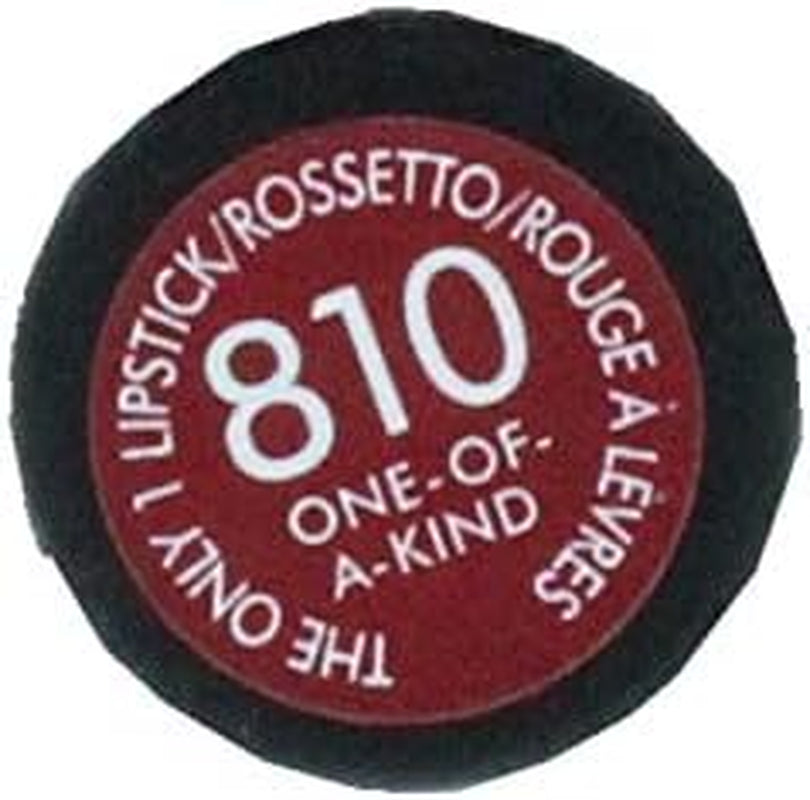 THE ONLY 1 LIPSTICK/ROSSETTO/ROUGE À LÈVRES
810
ONE-OF-
A-KIND